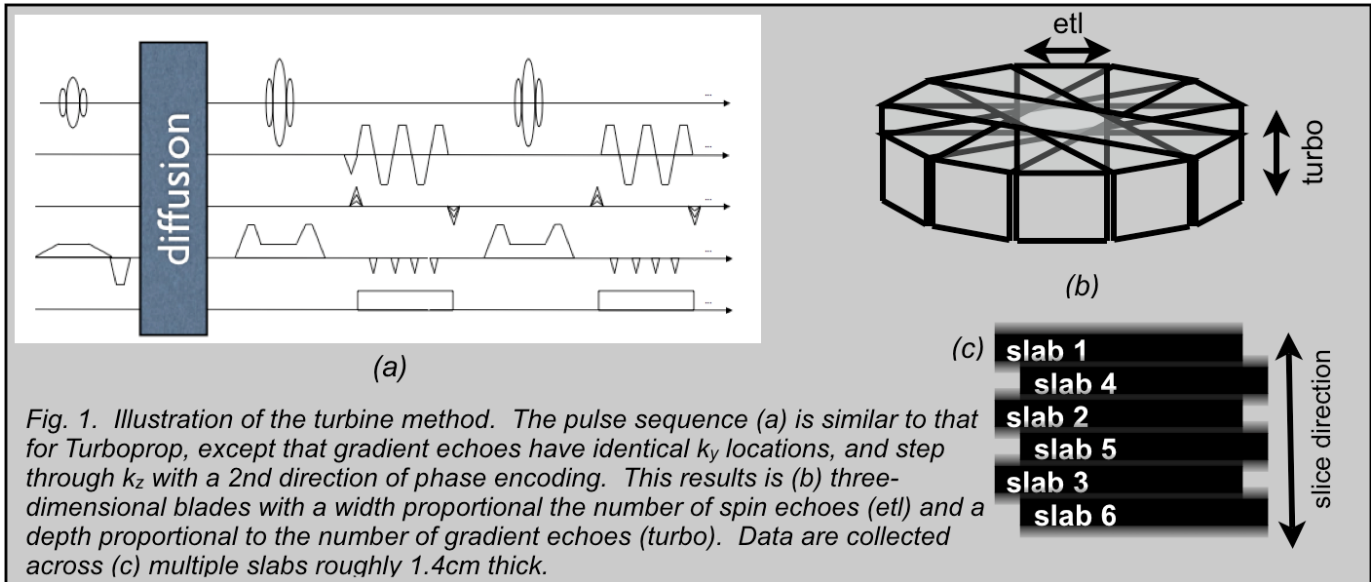 diffusion
...
...
...
...
...
(a)
etl
turbo
(b)
(c)
slab 1
slab 4
slab 2
slab 5
slab 3
slab 6
slice direction
Fig. 1. Illustration of the turbine method. The pulse sequence (a) is similar to that
for Turboprop, except that gradient echoes have identical ky locations, and step
through kz with a 2nd direction of phase encoding. This results is (b) three-
dimensional blades with a width proportional the number of spin echoes (etl) and a
depth proportional to the number of gradient echoes (turbo). Data are collected
across (c) multiple slabs roughly 1.4cm thick.